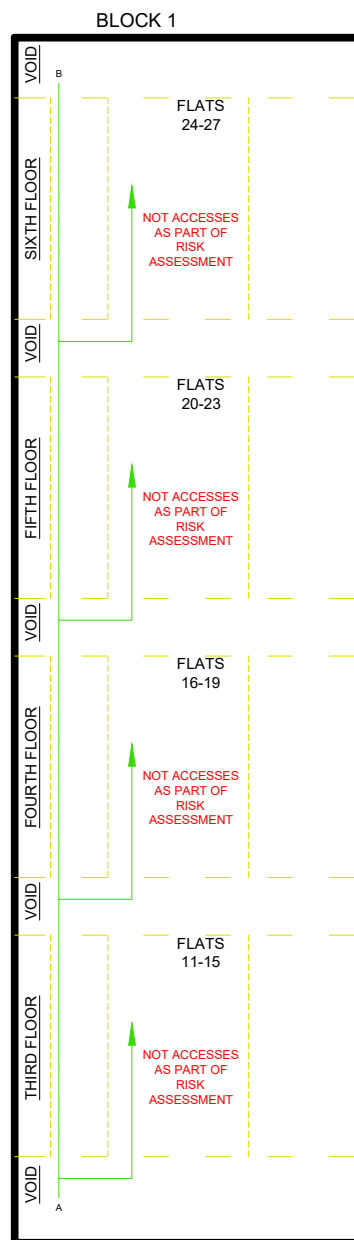 BLOCK 1
VOID
B
FLATS
24-27
SIXTH FLOOR
NOT ACCESSES
AS PART OF
RISK
ASSESSMENT
VOID
FLATS
20-23
FIFTH FLOOR
NOT ACCESSES
AS PART OF
RISK
ASSESSMENT
VOID
FLATS
16-19
FOURTH FLOOR
NOT ACCESSES
AS PART OF
RISK
ASSESSMENT
VOID
FLATS
11-15
THIRD FLOOR
NOT ACCESSES
AS PART OF
RISK
ASSESSMENT
VOID
A